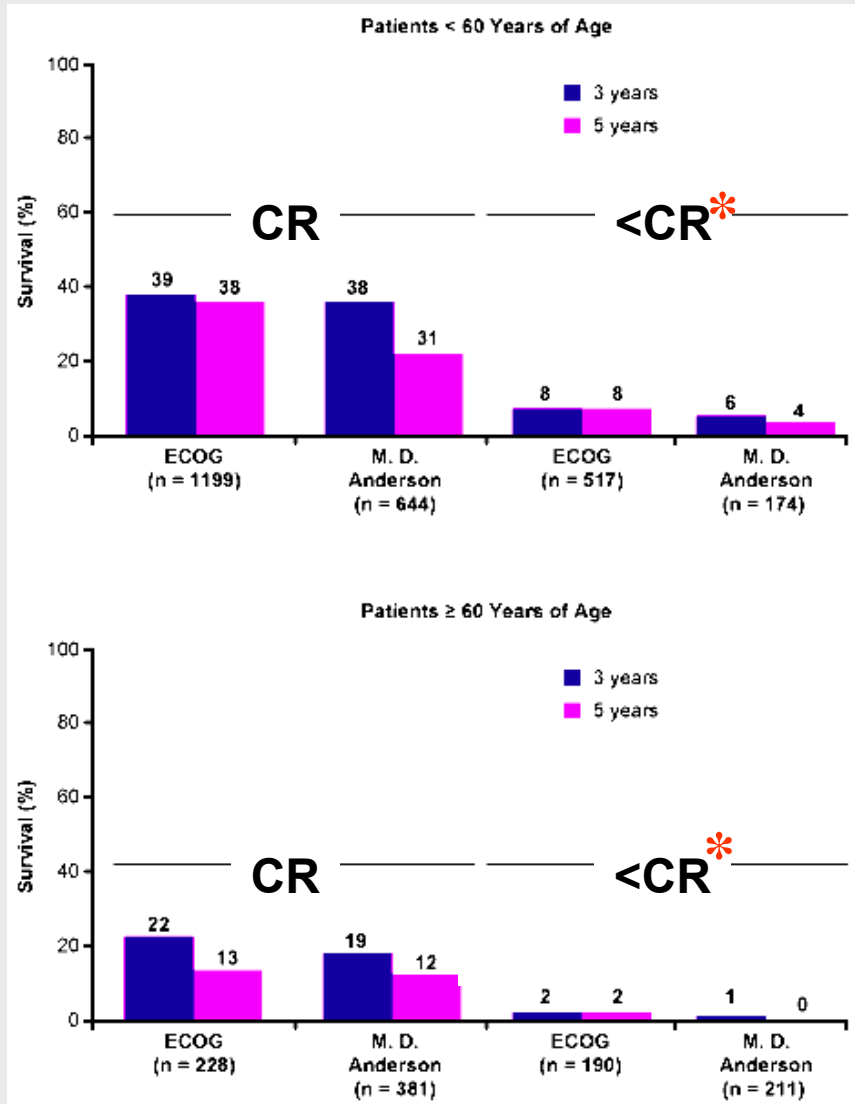 Patients < 60 Years of Age
100
80
60
40
20
0
Survival (%)
3 years
5 years
CR
<CR*
39
38
38
31
8
8
6
4
ECOG
(n = 1199)
M. D.
Anderson
(n = 644)
ECOG
(n = 517)
M. D.
Anderson
(n = 174)
Patients ≥ 60 Years of Age
100
80
60
40
20
0
Survival (%)
3 years
5 years
CR
<CR*
22
13
19
12
2
2
1
0
ECOG
(n = 228)
M. D.
Anderson
(n = 381)
ECOG
(n = 190)
M. D.
Anderson
(n = 211)